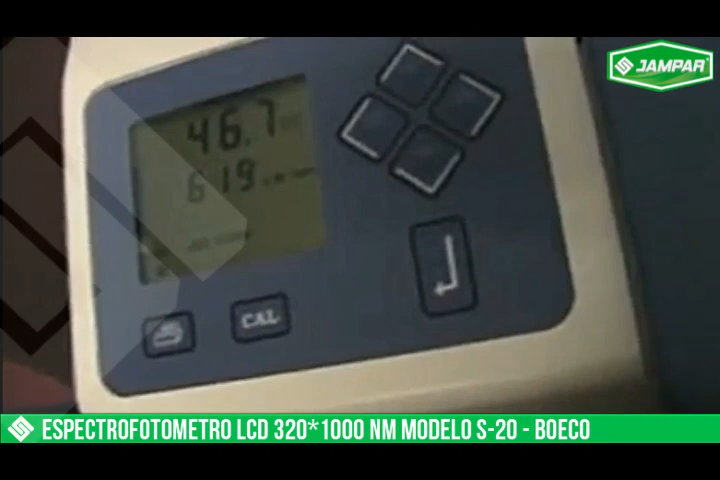 JAMPAR
46.7
619
CAL
ESPECTROFOTOMETRO LCD 320*1000 NM MODELO S-20 - BOECO